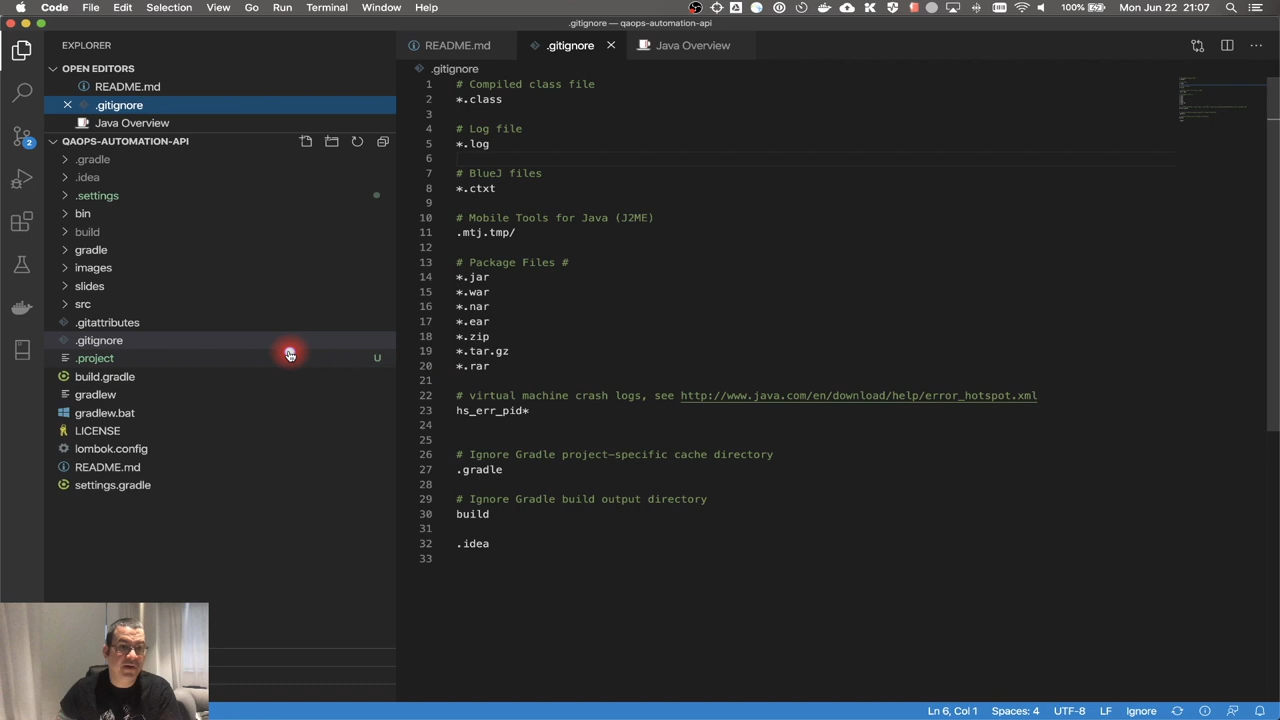 Code File Edit Selection View Go Run Terminal Window Help
100% Mon Jun 22 21:07
.gitignore — qaops-automation-api
EXPLORER
OPEN EDITORS
README.md
.gitignore
Java Overview
QAOPS-AUTOMATION-API
.gradle
.idea
.settings
bin
build
gradle
images
slides
src
.gitattributes
.gitignore
.project U
build.gradle
gradlew
gradlew.bat
LICENSE
lombok.config
README.md
settings.gradle
2
README.md .gitignore Java Overview
.gitignore
1 # Compiled class file
2 *.class
3
4 # Log file
5 *.log
6
7 # BlueJ files
8 *.ctxt
9
10 # Mobile Tools for Java (J2ME)
11 .mtj.tmp/
12
13 # Package Files #
14 *.jar
15 *.war
16 *.nar
17 *.ear
18 *.zip
19 *.tar.gz
20 *.rar
21
22 # virtual machine crash logs, see http://www.java.com/en/download/help/error_hotspot.xml
23 hs_err_pid*
24
25
26 # Ignore Gradle project-specific cache directory
27 .gradle
28
29 # Ignore Gradle build output directory
30 build
31
32 .idea
33
Ln 6, Col 1 Spaces: 4 UTF-8 LF Ignore